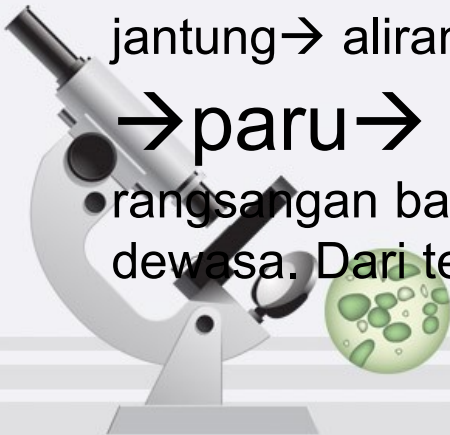 jantung→ aliran
→paru→
rangsangan ba
dewasa. Dari te